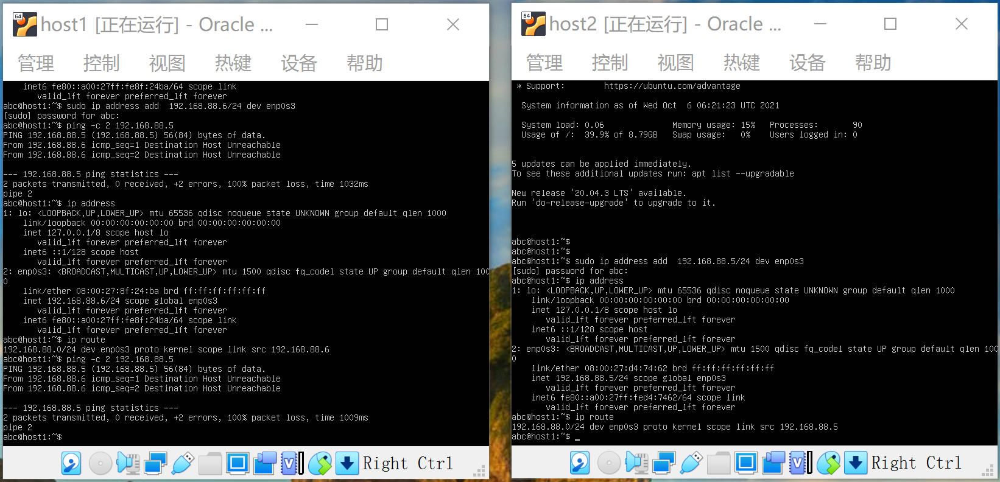 64
host1 [正在运行] - Oracle ...
管理 控制 视图 热键 设备 帮助
inet6 fe80::a00:27ff:fe8f:24ba/64 scope link
valid_lft forever preferred_lft forever
abc@host1:~$ sudo ip address add  192.168.88.6/24 dev enp0s3
[sudo] password for abc:
abc@host1:~$ ping -c 2 192.168.88.5
PING 192.168.88.5 (192.168.88.5) 56(84) bytes of data.
From 192.168.88.6 icmp_seq=1 Destination Host Unreachable
From 192.168.88.6 icmp_seq=2 Destination Host Unreachable
--- 192.168.88.5 ping statistics ---
2 packets transmitted, 0 received, +2 errors, 100% packet loss, time 1032ms
pipe 2
abc@host1:~$ ip address
1: lo: <LOOPBACK,UP,LOWER_UP> mtu 65536 qdisc noqueue state UNKNOWN group default qlen 1000
link/loopback 00:00:00:00:00:00 brd 00:00:00:00:00:00
inet 127.0.0.1/8 scope host lo
valid_lft forever preferred_lft forever
inet6 ::1/128 scope host
valid_lft forever preferred_lft forever
2: enp0s3: <BROADCAST,MULTICAST,UP,LOWER_UP> mtu 1500 qdisc fq_codel state UP group default qlen 100
0
link/ether 08:00:27:8f:24:ba brd ff:ff:ff:ff:ff:ff
inet 192.168.88.6/24 scope global enp0s3
valid_lft forever preferred_lft forever
inet6 fe80::a00:27ff:fe8f:24ba/64 scope link
valid_lft forever preferred_lft forever
abc@host1:~$ ip route
192.168.88.0/24 dev enp0s3 proto kernel scope link src 192.168.88.6
abc@host1:~$ ping -c 2 192.168.88.5
PING 192.168.88.5 (192.168.88.5) 56(84) bytes of data.
From 192.168.88.6 icmp_seq=1 Destination Host Unreachable
From 192.168.88.6 icmp_seq=2 Destination Host Unreachable
--- 192.168.88.5 ping statistics ---
2 packets transmitted, 0 received, +2 errors, 100% packet loss, time 1009ms
pipe 2
abc@host1:~$
V
Right Ctrl
64
host2 [正在运行] - Oracle ...
管理 控制 视图 热键 设备 帮助
* Support:        https://ubuntu.com/advantage
System information as of Wed Oct  6 06:21:23 UTC 2021
System load: 0.06              Memory usage: 15%   Processes:       90
Usage of /:  39.9% of 8.79GB   Swap usage:   0%    Users logged in: 0
5 updates can be applied immediately.
To see these additional updates run: apt list --upgradable
New release '20.04.3 LTS' available.
Run 'do-release-upgrade' to upgrade to it.
abc@host1:~$
abc@host1:~$
abc@host1:~$ sudo ip address add  192.168.88.5/24 dev enp0s3
[sudo] password for abc:
abc@host1:~$ ip address
1: lo: <LOOPBACK,UP,LOWER_UP> mtu 65536 qdisc noqueue state UNKNOWN group default qlen 1000
link/loopback 00:00:00:00:00:00 brd 00:00:00:00:00:00
inet 127.0.0.1/8 scope host lo
valid_lft forever preferred_lft forever
inet6 ::1/128 scope host
valid_lft forever preferred_lft forever
2: enp0s3: <BROADCAST,MULTICAST,UP,LOWER_UP> mtu 1500 qdisc fq_codel state UP group default qlen 100
0
link/ether 08:00:27:d4:74:62 brd ff:ff:ff:ff:ff:ff
inet 192.168.88.5/24 scope global enp0s3
valid_lft forever preferred_lft forever
inet6 fe80::a00:27ff:fed4:7462/64 scope link
valid_lft forever preferred_lft forever
abc@host1:~$ ip route
192.168.88.0/24 dev enp0s3 proto kernel scope link src 192.168.88.5
abc@host1:~$ _
V
Right Ctrl